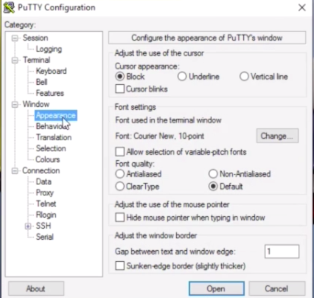 PuTTY Configuration
Category:
Session
Logging
Terminal
Keyboard
Bell
Features
Window
Appearance
Behaviour
Translation
Selection
Colours
Connection
Data
Proxy
Telnet
Rlogin
SSH
Serial
Configure the appearance of PuTTY's window
Adjust the use of the cursor
Cursor appearance:
Block Underline Vertical line
Cursor blinks
Font settings
Font used in the terminal window
Font: Courier New, 10-point Change...
Allow selection of variable-pitch fonts
Font quality:
Antialiased Non-Antialiased
ClearType Default
Adjust the use of the mouse pointer
Hide mouse pointer when typing in window
Adjust the window border
Gap between text and window edge: 1
Sunken-edge border (slightly thicker)
About Open Cancel